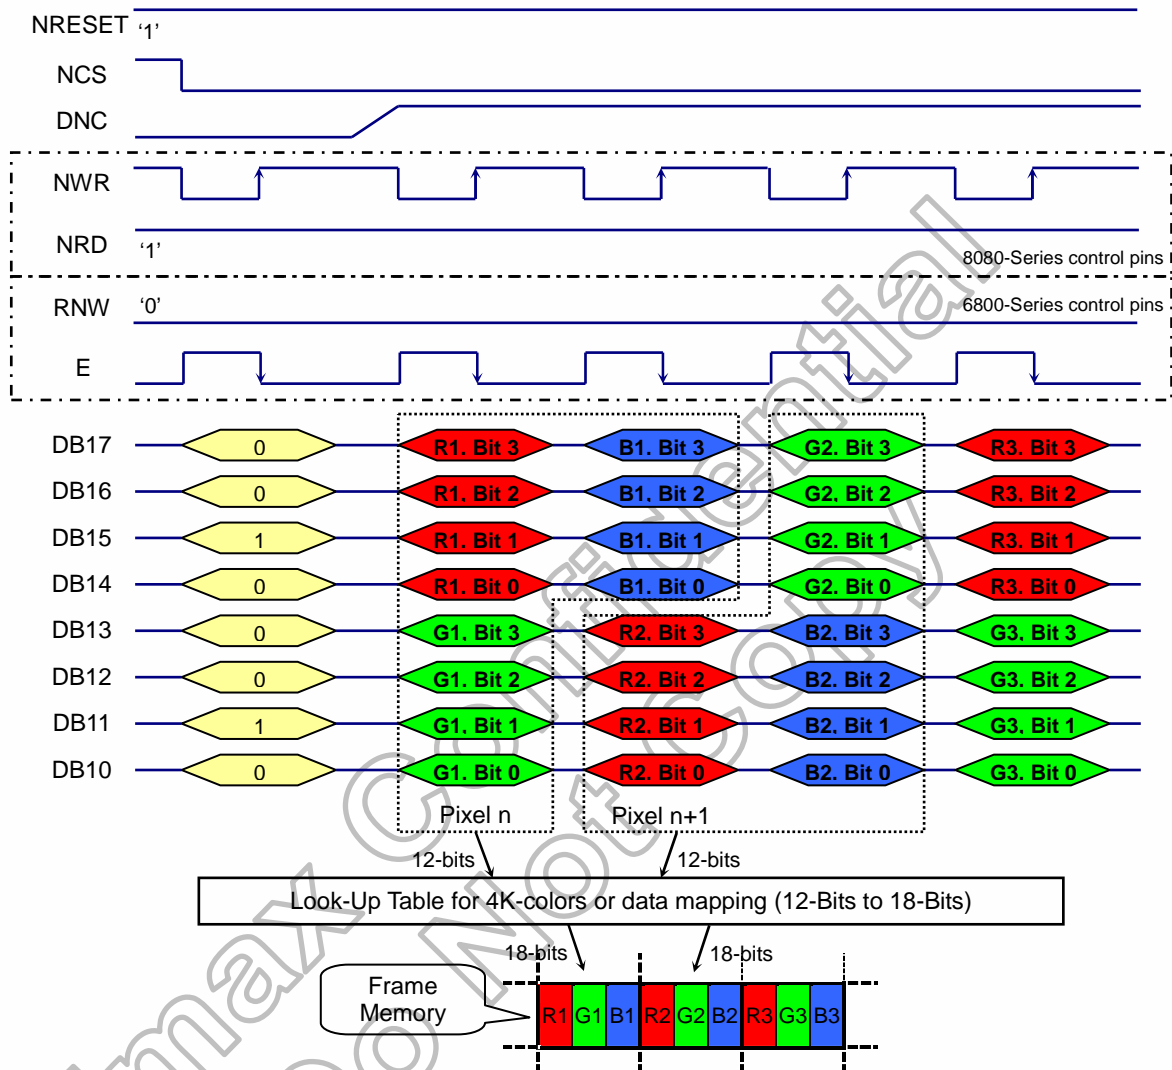 NRESET '1'
NCS
DNC
NWR
NRD '1'
8080-Series control pins
RNW '0'
6800-Series control pins
E
DB17 0 R1. Bit 3 B1. Bit 3 G2. Bit 3 R3. Bit 3
DB16 0 R1. Bit 2 B1. Bit 2 G2. Bit 2 R3. Bit 2
DB15 1 R1. Bit 1 B1. Bit 1 G2. Bit 1 R3. Bit 1
DB14 0 R1. Bit 0 B1. Bit 0 G2. Bit 0 R3. Bit 0
DB13 0 G1. Bit 3 R2. Bit 3 B2. Bit 3 G3. Bit 3
DB12 0 G1. Bit 2 R2. Bit 2 B2. Bit 2 G3. Bit 2
DB11 1 G1. Bit 1 R2. Bit 1 B2. Bit 1 G3. Bit 1
DB10 0 G1. Bit 0 R2. Bit 0 B2. Bit 0 G3. Bit 0
Pixel n Pixel n+1
12-bits 12-bits
Look-Up Table for 4K-colors or data mapping (12-Bits to 18-Bits)
18-bits 18-bits
Frame
Memory
R1 G1 B1 R2 G2 B2 R3 G3 B3
Confidential
Not Copy